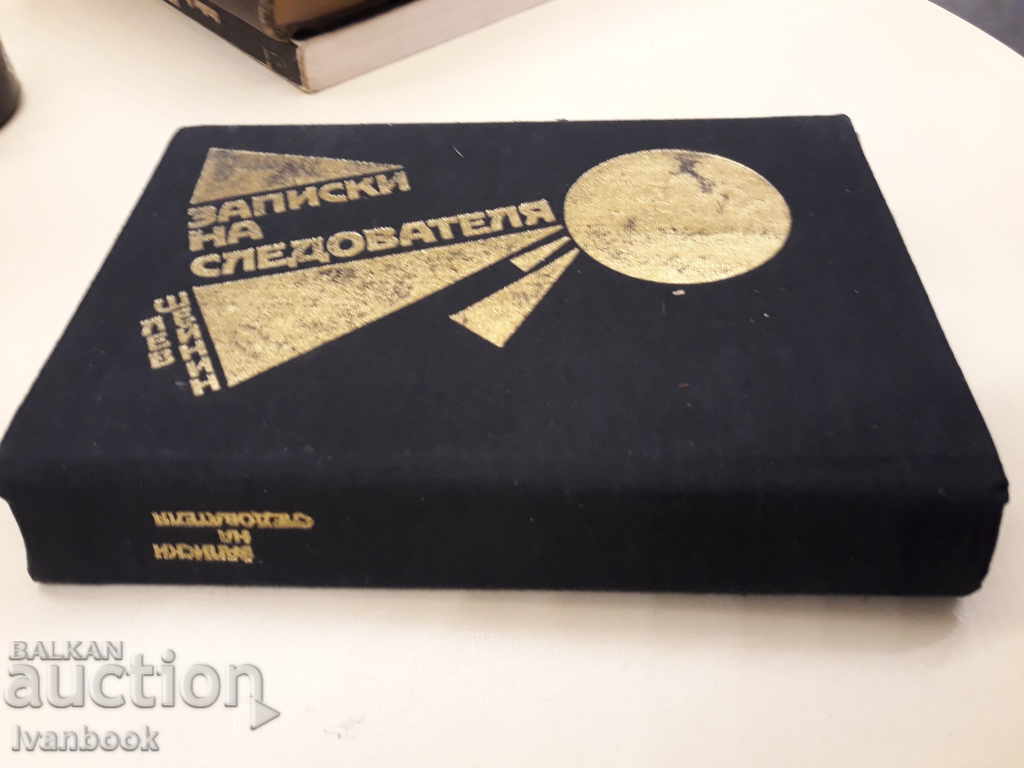 ЗАПИСКИ
НА
СЛЕДОВАТЕЛЯ
ЛЕВ
ШЕЙНИН
ЗАПИСКИ
НА
СЛЕДОВАТЕЛЯ
BALKAN
auction
Ivanbook